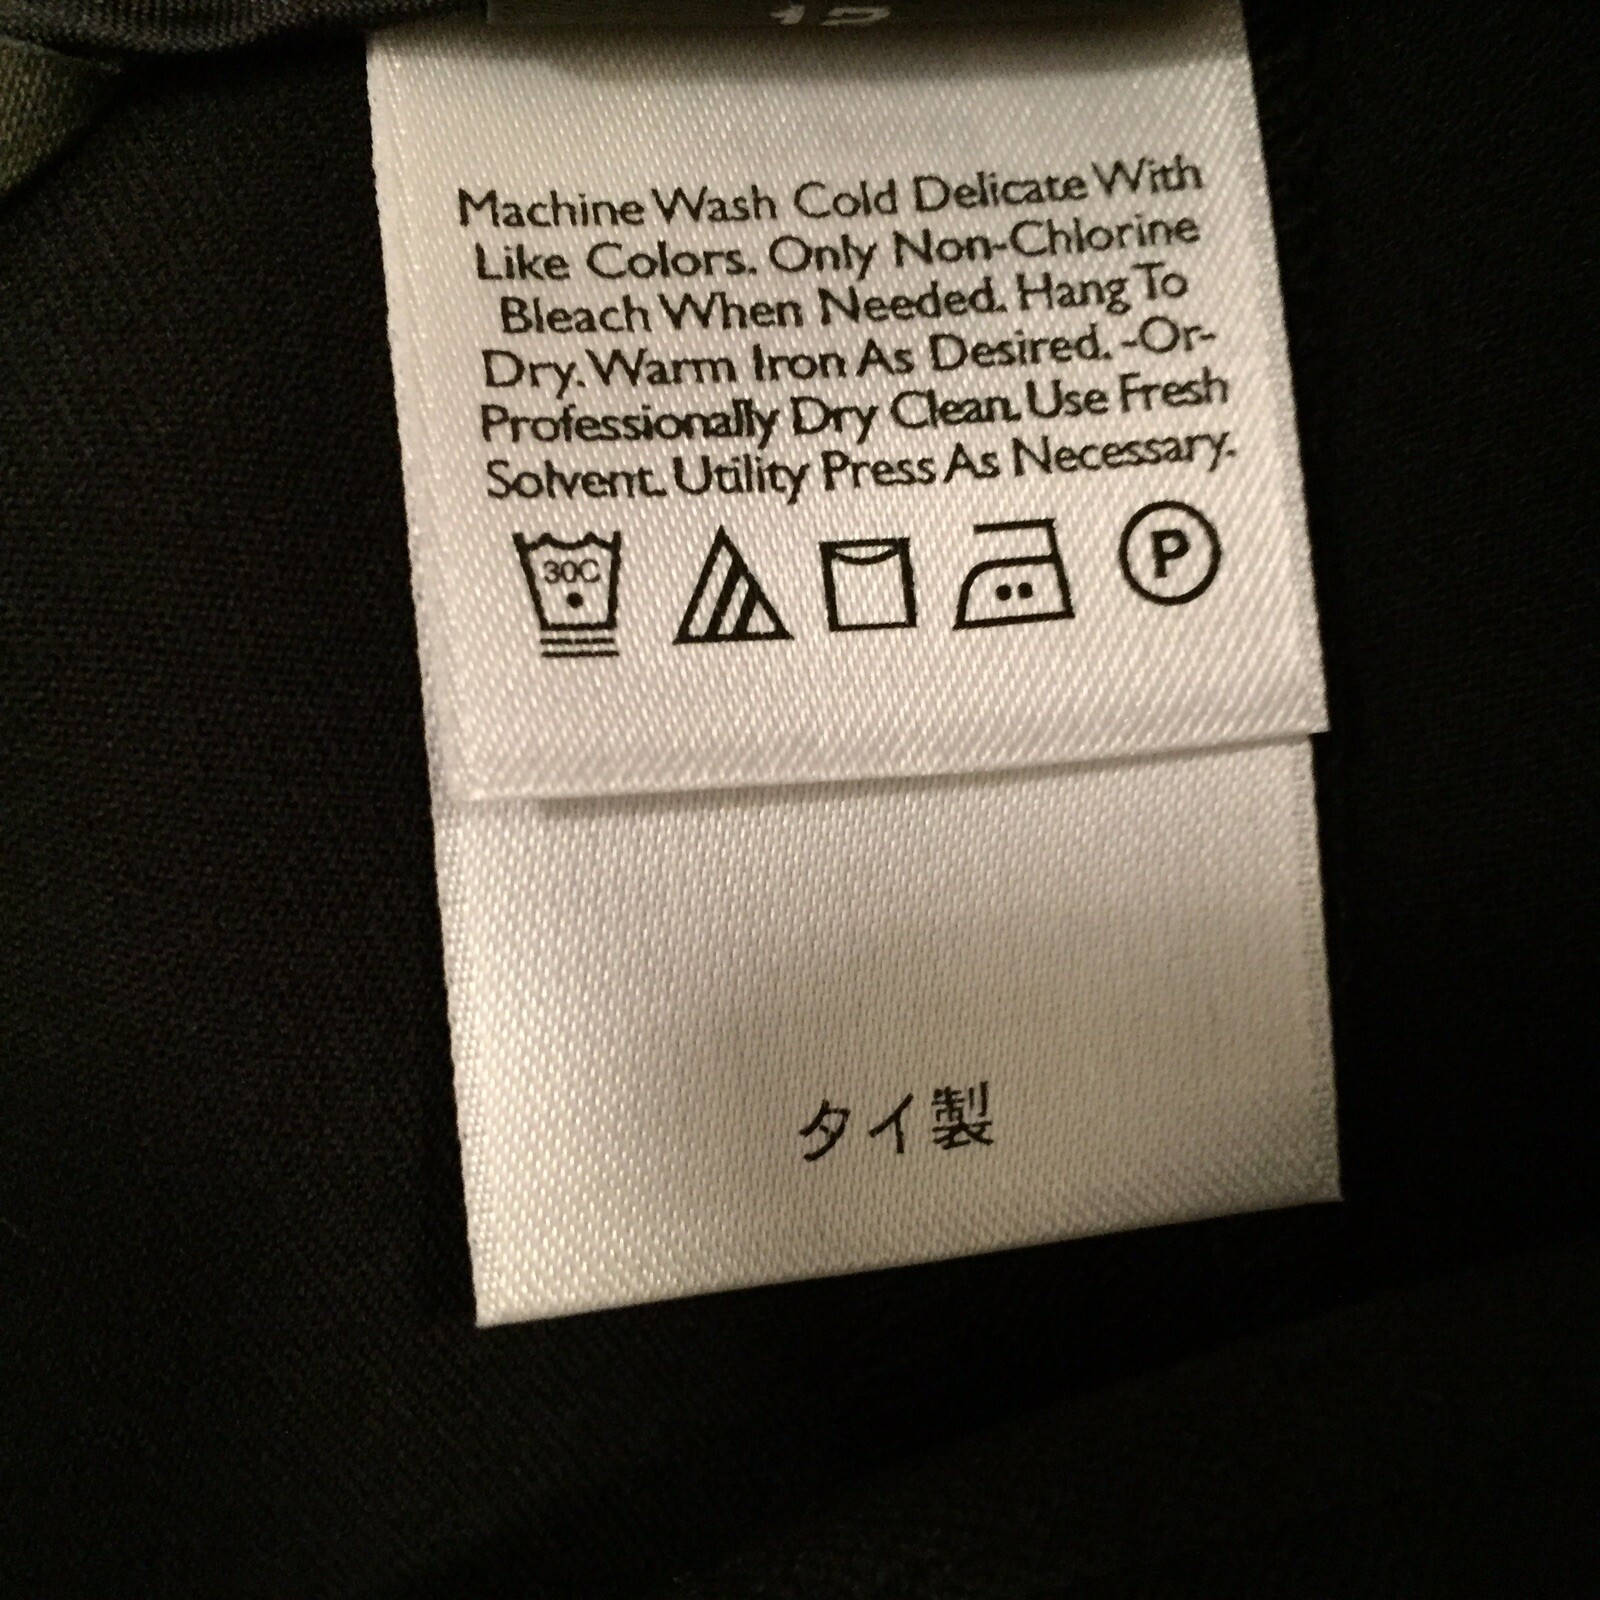 15
Machine Wash Cold Delicate With
Like Colors. Only Non-Chlorine
Bleach When Needed. Hang To
Dry. Warm Iron As Desired. -Or-
Professionally Dry Clean. Use Fresh
Solvent. Utility Press As Necessary.
30C P
タイ製